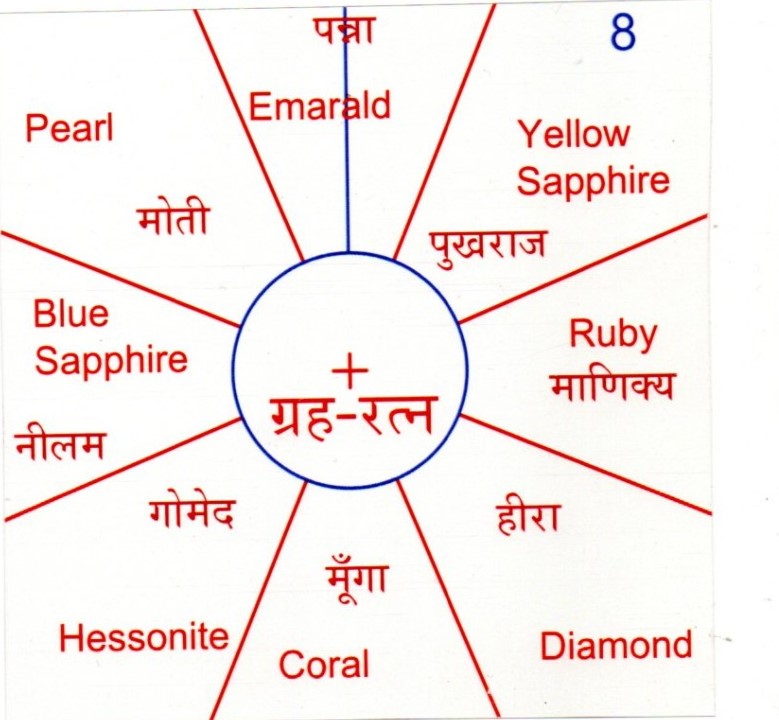 8
पन्ना
Emarald
Yellow
Sapphire
पुखराज
Ruby
माणिक्य
हीरा
Diamond
मूँगा
Coral
गोमेद
Hessonite
Blue
Sapphire
नीलम
Pearl
मोती
+
ग्रह-रत्न